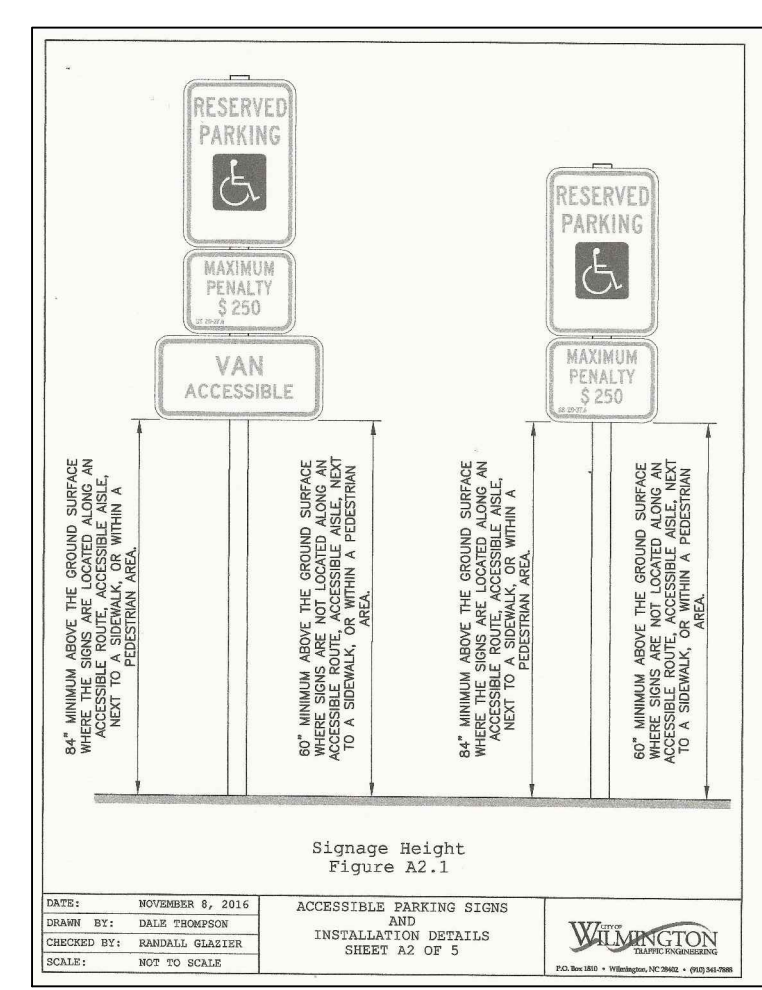 RESERVED
PARKING
MAXIMUM
PENALTY
$ 250
VAN
ACCESSIBLE
RESERVED
PARKING
MAXIMUM
PENALTY
$ 250
84" MINIMUM ABOVE THE GROUND SURFACE
WHERE THE SIGNS ARE LOCATED ALONG AN
ACCESSIBLE ROUTE, ACCESSIBLE AISLE,
NEXT TO A SIDEWALK, OR WITHIN A
PEDESTRIAN AREA.
60" MINIMUM ABOVE THE GROUND SURFACE
WHERE SIGNS ARE NOT LOCATED ALONG AN
ACCESSIBLE ROUTE, ACCESSIBLE AISLE, NEXT
TO A SIDEWALK, OR WITHIN A PEDESTRIAN
AREA.
84" MINIMUM ABOVE THE GROUND SURFACE
WHERE THE SIGNS ARE LOCATED ALONG AN
ACCESSIBLE ROUTE, ACCESSIBLE AISLE,
NEXT TO A SIDEWALK, OR WITHIN A
PEDESTRIAN AREA.
60" MINIMUM ABOVE THE GROUND SURFACE
WHERE SIGNS ARE NOT LOCATED ALONG AN
ACCESSIBLE ROUTE, ACCESSIBLE AISLE, NEXT
TO A SIDEWALK, OR WITHIN A PEDESTRIAN
AREA.
Signage Height
Figure A2.1
DATE: NOVEMBER 8, 2016
DRAWN BY: DALE THOMPSON
CHECKED BY: RANDALL GLAZIER
SCALE: NOT TO SCALE
ACCESSIBLE PARKING SIGNS
AND
INSTALLATION DETAILS
SHEET A2 OF 5
CITY OF
WILMINGTON
TRAFFIC ENGINEERING
P.O. Box 1810 • Wilmington, NC 28402 • (910) 341-7888